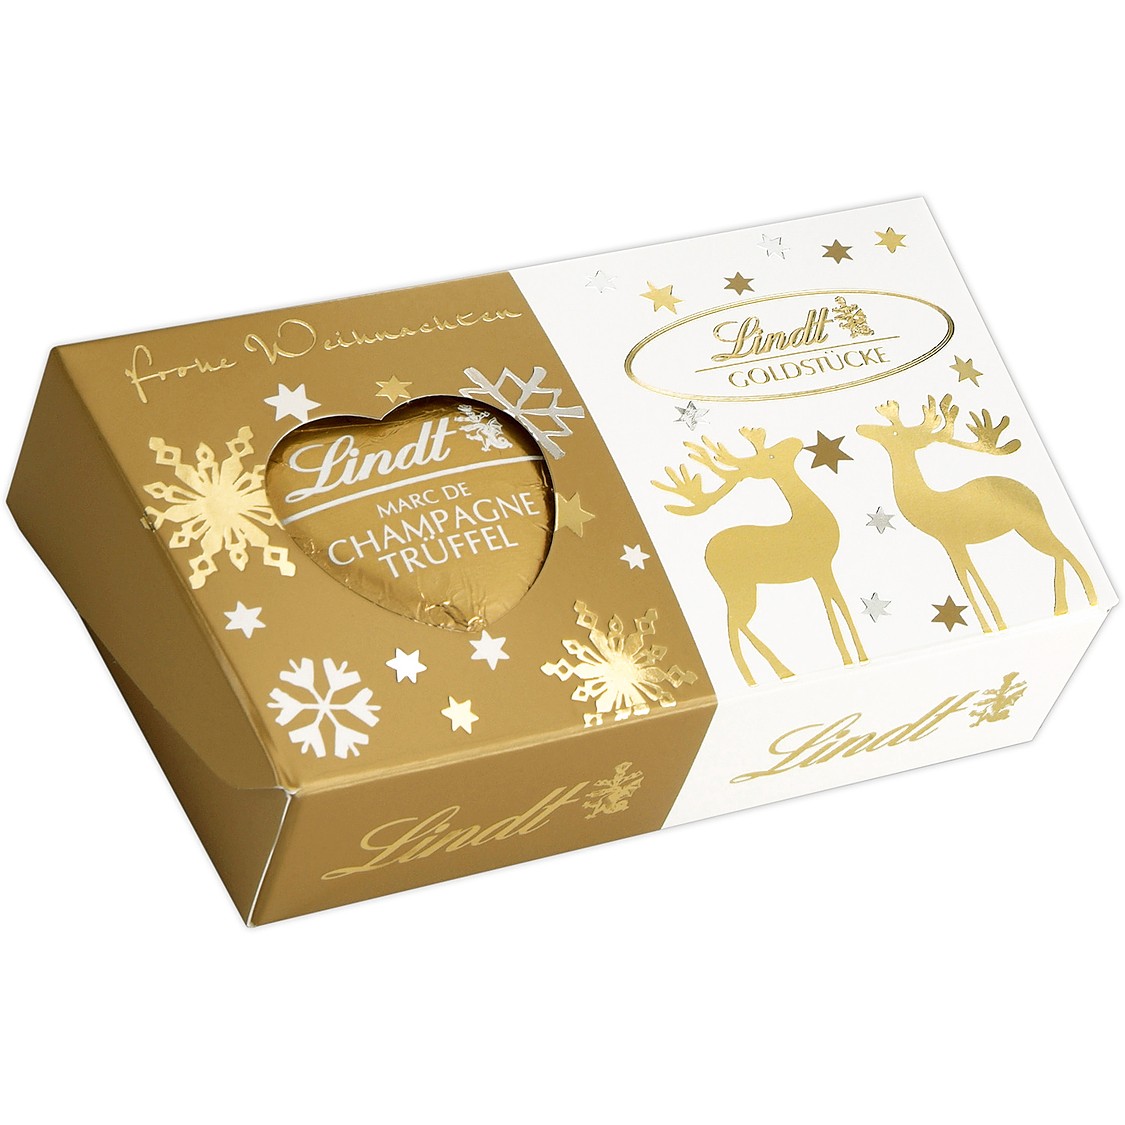 Frohe Weihnachten
Lindt
MARC DE
CHAMPAGNE
TRÜFFEL
Lindt
GOLDSTÜCKE
Lindt
Lindt